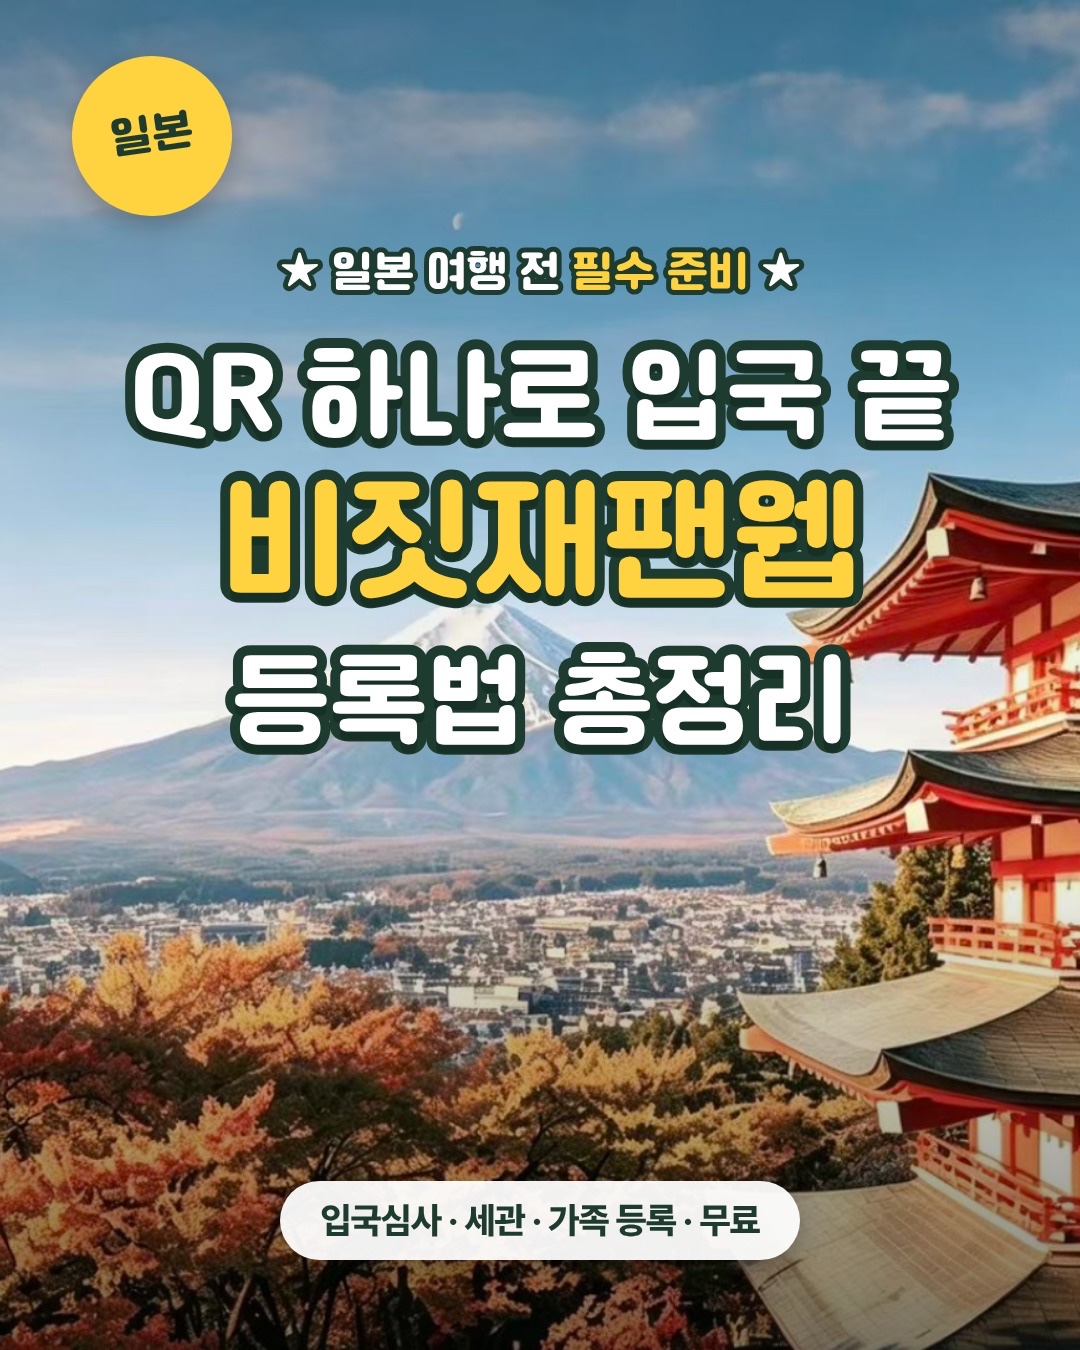 일본
★ 일본 여행 전 필수 준비 ★
QR 하나로 입국 끝
비짓재팬웹
등록법 총정리
입국심사 · 세관 · 가족 등록 · 무료